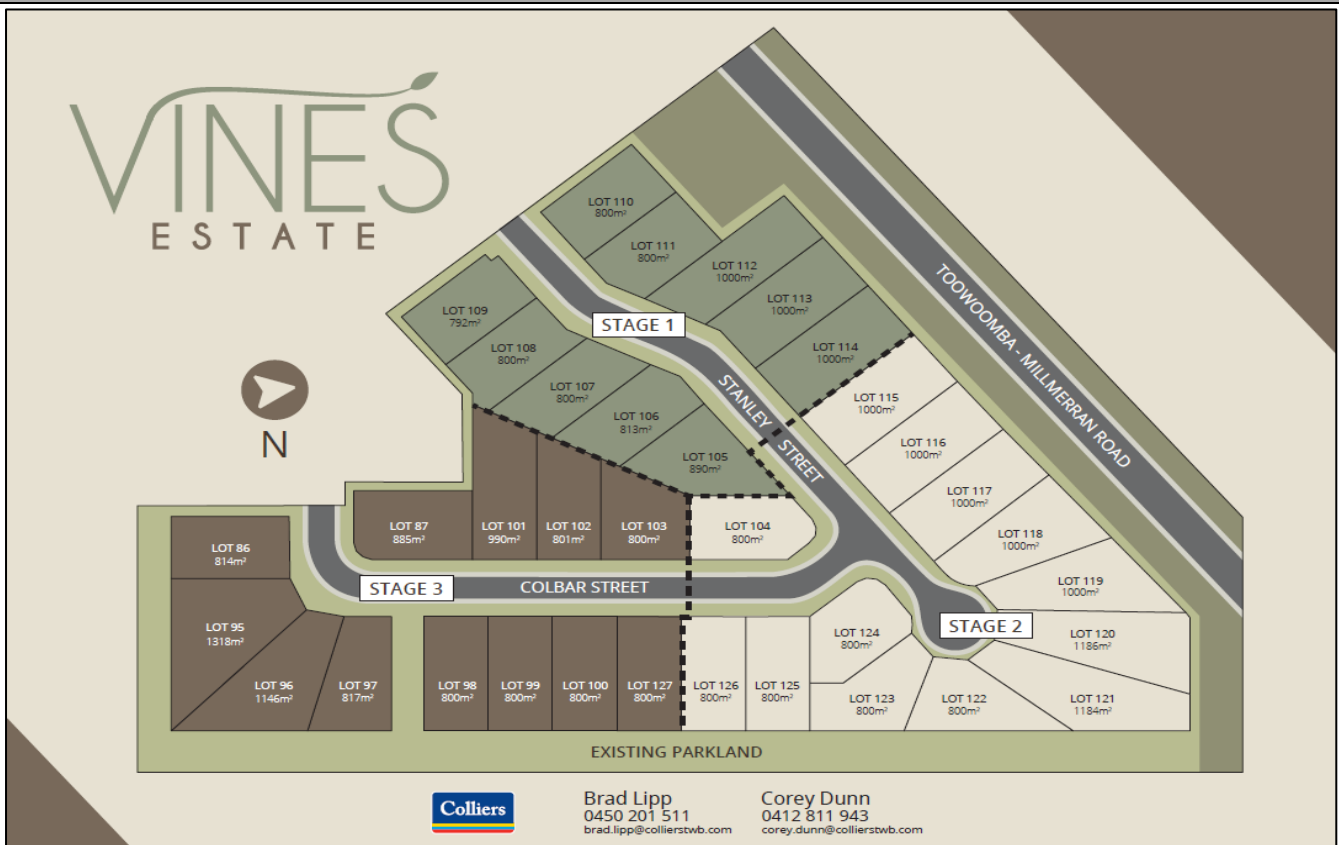 VINES
ESTATE
N
TOOWOOMBA - MILLMERRAN ROAD
STANLEY STREET
COLBAR STREET
STAGE 1
STAGE 2
STAGE 3
LOT 110
800m²
LOT 111
800m²
LOT 112
1000m²
LOT 113
1000m²
LOT 114
1000m²
LOT 109
792m²
LOT 108
800m²
LOT 107
800m²
LOT 106
813m²
LOT 105
890m²
LOT 115
1000m²
LOT 116
1000m²
LOT 117
1000m²
LOT 118
1000m²
LOT 119
1000m²
LOT 120
1186m²
LOT 121
1184m²
LOT 122
800m²
LOT 123
800m²
LOT 124
800m²
LOT 104
800m²
LOT 103
800m²
LOT 102
801m²
LOT 101
990m²
LOT 87
885m²
LOT 86
814m²
LOT 95
1318m²
LOT 96
1146m²
LOT 97
817m²
LOT 98
800m²
LOT 99
800m²
LOT 100
800m²
LOT 127
800m²
LOT 126
800m²
LOT 125
800m²
EXISTING PARKLAND
Colliers
Brad Lipp
0450 201 511
brad.lipp@collierstwb.com
Corey Dunn
0412 811 943
corey.dunn@collierstwb.com